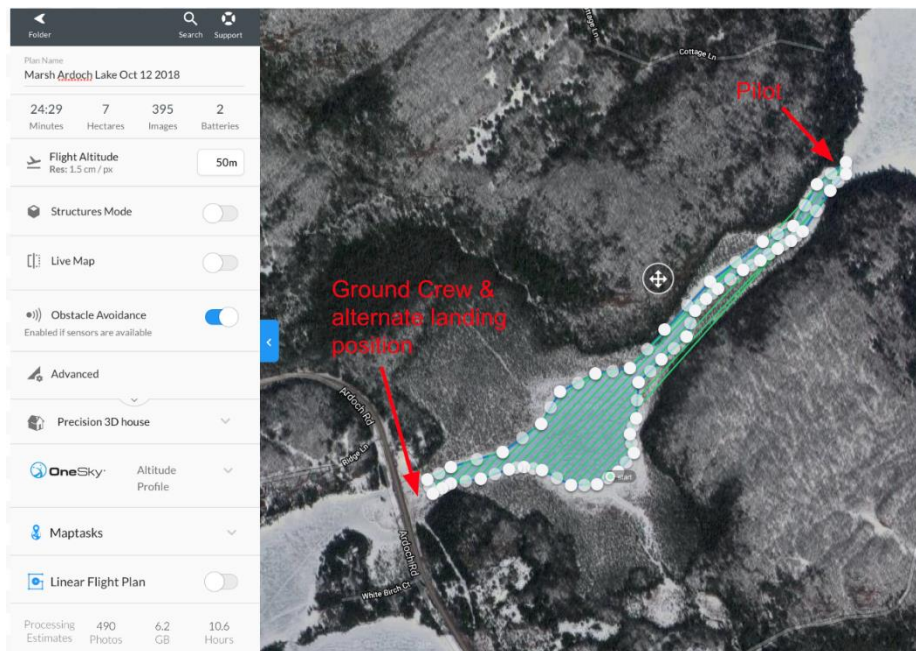 Folder
Search
Support
Plan Name
Marsh Ardoch Lake Oct 12 2018
24:29
Minutes
7
Hectares
395
Images
2
Batteries
Flight Altitude
Res: 1.5 cm / px
50m
Structures Mode
Live Map
Obstacle Avoidance
Enabled if sensors are available
Advanced
Precision 3D house
OneSky
Altitude
Profile
Maptasks
Linear Flight Plan
Processing
Estimates
490
Photos
6.2
GB
10.6
Hours
Cottage Ln
Cottage Ln
Pilot
Ground Crew &
alternate landing
position
Ardoch Rd
Ridge Ln
Start
Ardoch Rd
White Birch Ct